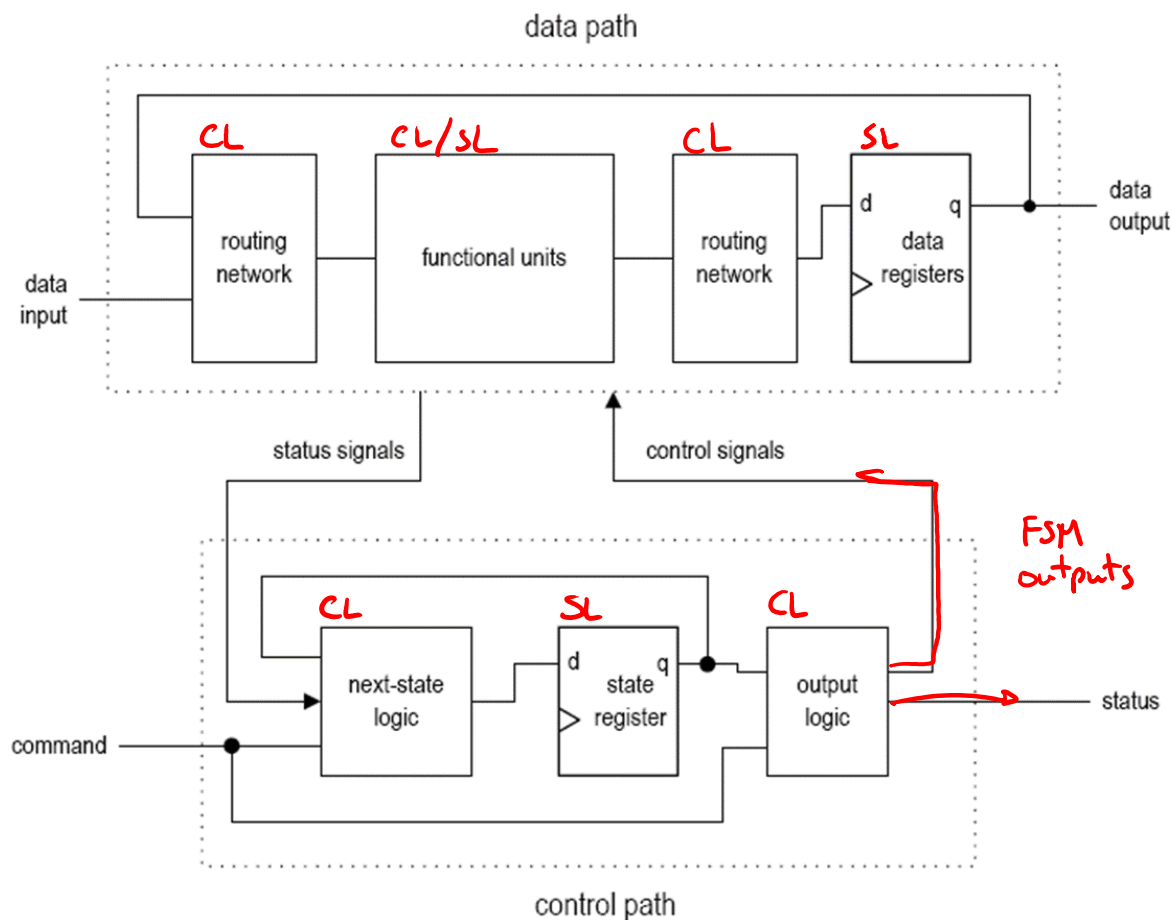 data path
CL
CL/SL
CL
SL
routing
network
functional units
routing
network
d
q
data
registers
data
output
data
input
status signals
control signals
FSM
outputs
CL
SL
CL
next-state
logic
d
q
state
register
output
logic
status
command
control path